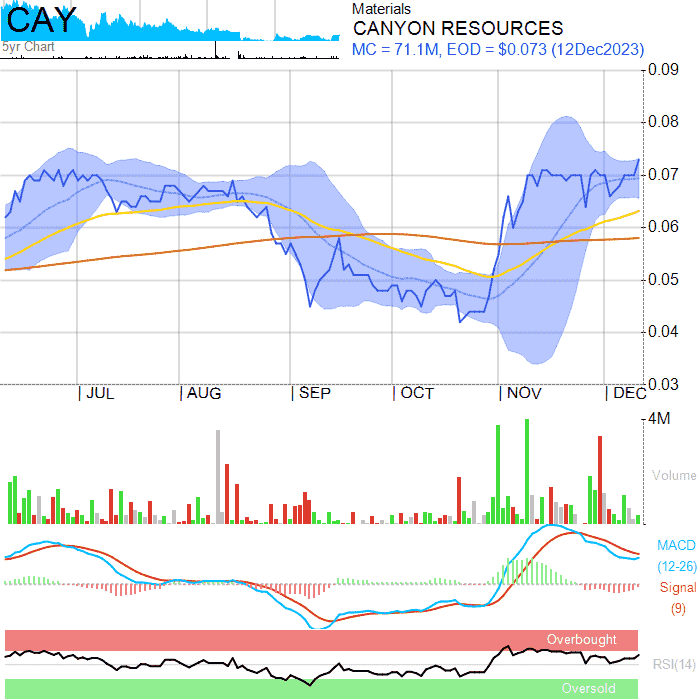 CAY
5yr Chart
Materials
CANYON RESOURCES
MC = 71.1M, EOD = $0.073 (12Dec2023)
0.09
0.08
0.07
0.06
0.05
0.04
0.03
| JUL | AUG | SEP | OCT | NOV | DEC
4M
Volume
MACD
(12-26)
Signal
(9)
Overbought
RSI(14)
Oversold